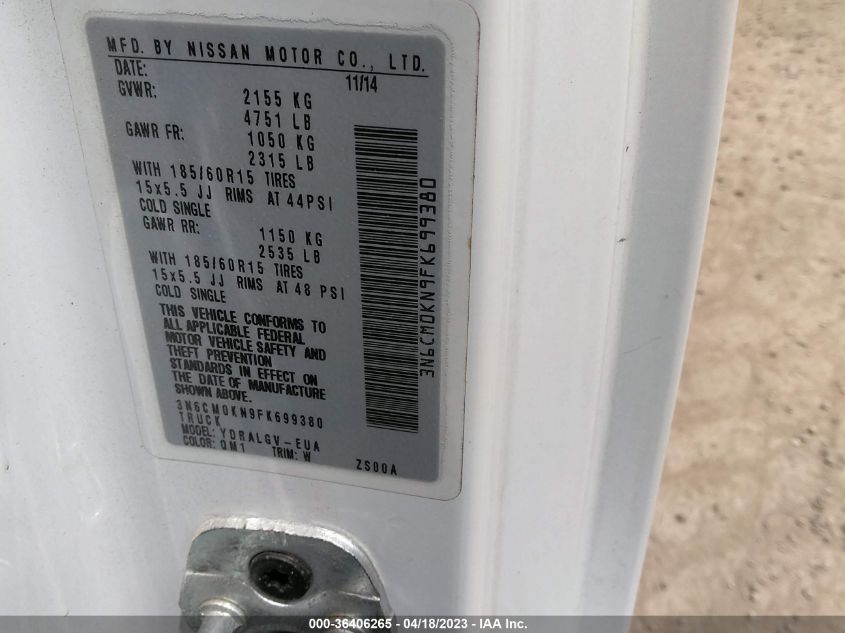 MFD. BY NISSAN MOTOR CO., LTD.
DATE: 11/14
GVWR: 2155 KG
4751 LB
GAWR FR: 1050 KG
2315 LB
WITH 185/60R15 TIRES
15x5.5 JJ RIMS AT 44PSI
COLD SINGLE
GAWR RR: 1150 KG
2535 LB
WITH 185/60R15 TIRES
15x5.5 JJ RIMS AT 48 PSI
COLD SINGLE
THIS VEHICLE CONFORMS TO
ALL APPLICABLE FEDERAL
MOTOR VEHICLE SAFETY AND
THEFT PREVENTION
STANDARDS IN EFFECT ON
THE DATE OF MANUFACTURE
SHOWN ABOVE.
3N6CM0KN9FK699380
TRUCK
MODEL: YDRALGV-EUA
COLOR: QM1 TRIM: W ZS00A
3N6CM0KN9FK699380
000-36406265 - 04/18/2023 - IAA Inc.